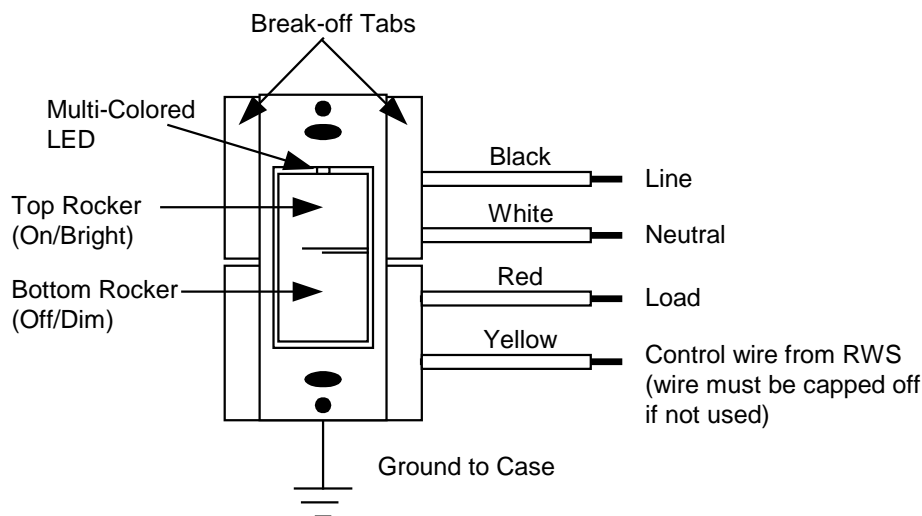 Break-off Tabs
Multi-Colored
LED
Black
Line
Top Rocker
(On/Bright)
White
Neutral
Bottom Rocker
(Off/Dim)
Red
Load
Yellow
Control wire from RWS
(wire must be capped off
if not used)
Ground to Case